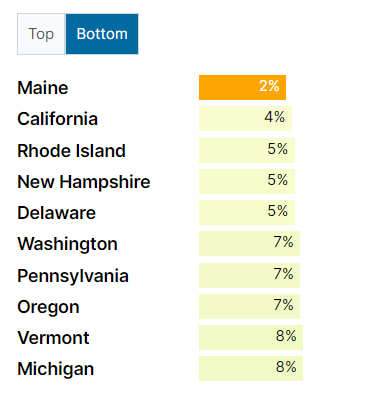 Top Bottom
Maine 2%
California 4%
Rhode Island 5%
New Hampshire 5%
Delaware 5%
Washington 7%
Pennsylvania 7%
Oregon 7%
Vermont 8%
Michigan 8%